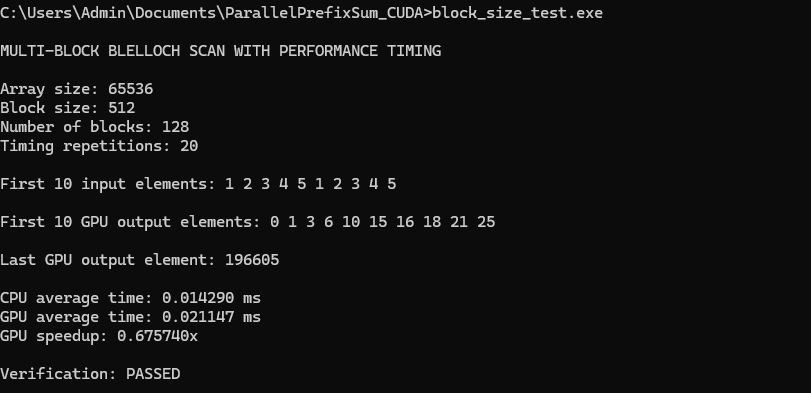 C:\Users\Admin\Documents\ParallelPrefixSum_CUDA>block_size_test.exe
MULTI-BLOCK BLELLOCH SCAN WITH PERFORMANCE TIMING
Array size: 65536
Block size: 512
Number of blocks: 128
Timing repetitions: 20
First 10 input elements: 1 2 3 4 5 1 2 3 4 5
First 10 GPU output elements: 0 1 3 6 10 15 16 18 21 25
Last GPU output element: 196605
CPU average time: 0.014290 ms
GPU average time: 0.021147 ms
GPU speedup: 0.675740x
Verification: PASSED